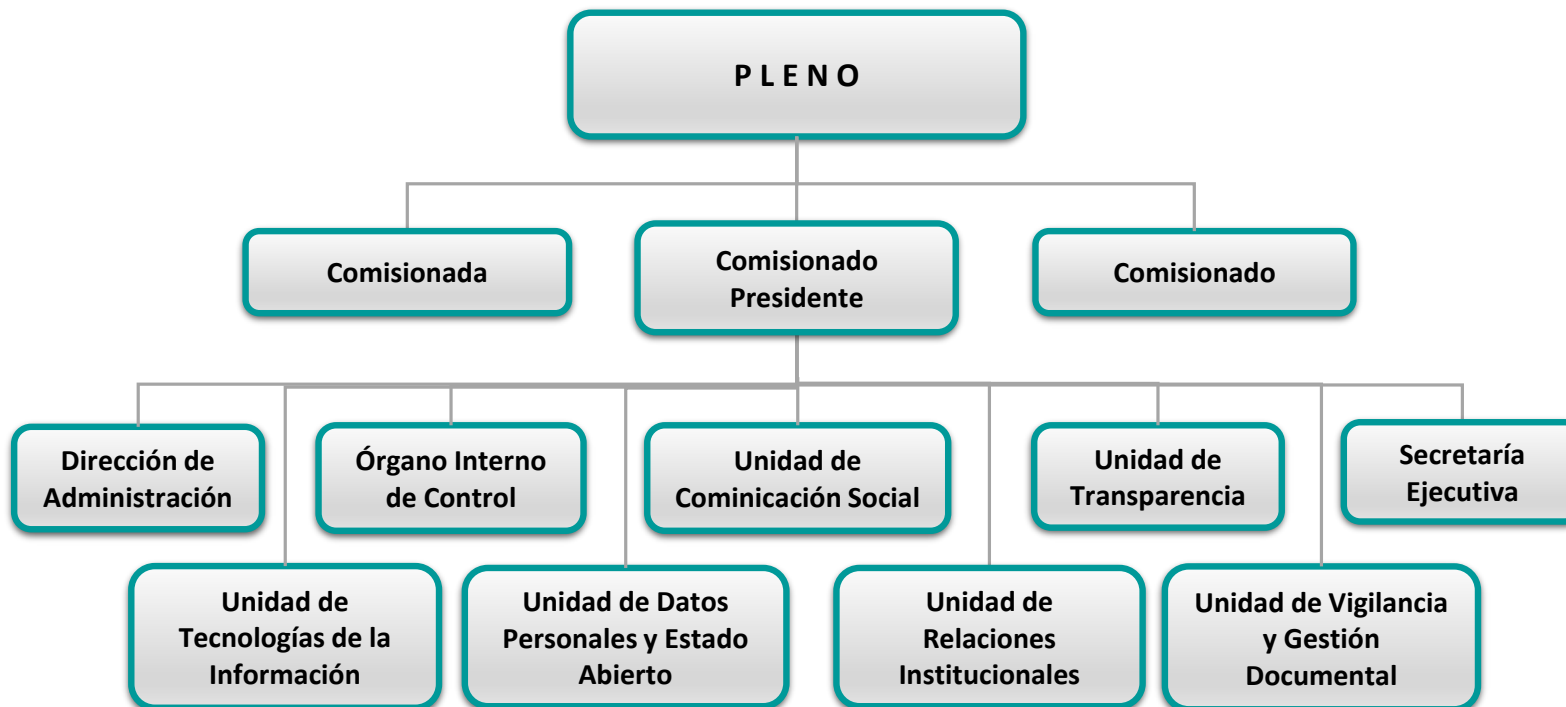 P L E N O
Comisionada
Comisionado
Presidente
Comisionado
Dirección de
Administración
Órgano Interno
de Control
Unidad de
Cominicación Social
Unidad de
Transparencia
Secretaría
Ejecutiva
Unidad de
Tecnologías de la
Información
Unidad de Datos
Personales y Estado
Abierto
Unidad de
Relaciones
Institucionales
Unidad de Vigilancia
y Gestión
Documental